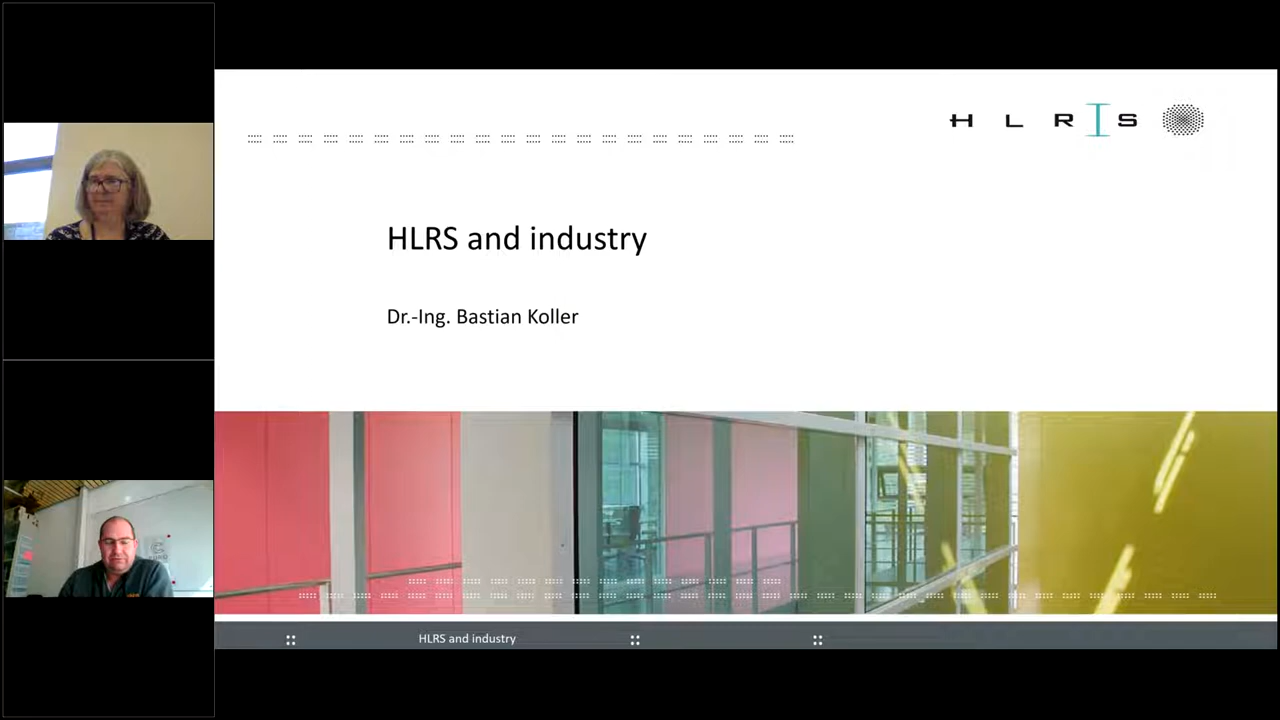 H L R I S
HLRS and industry
Dr.-Ing. Bastian Koller
HLRS and industry